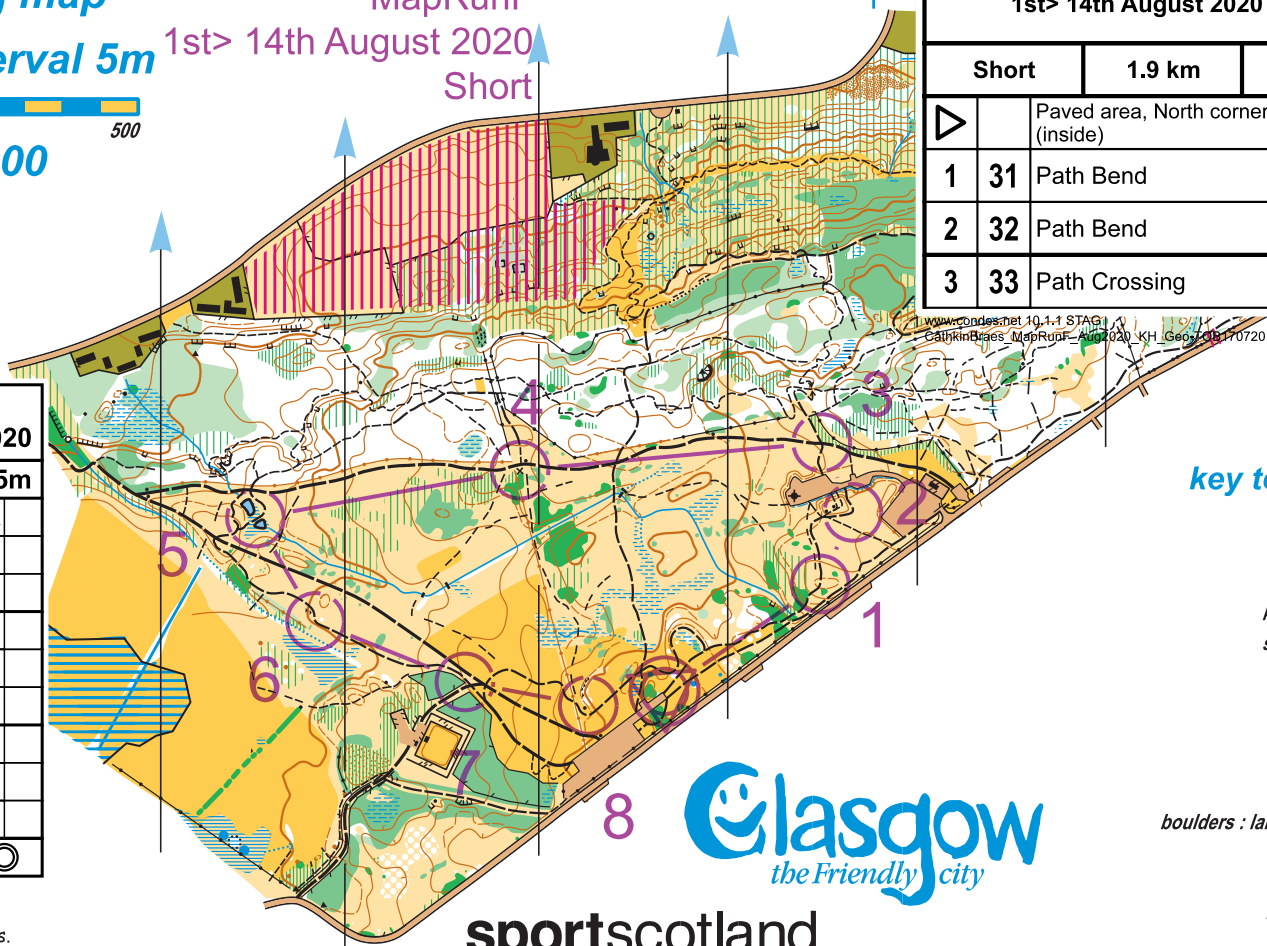 map
MapRunF
erval 5m
1st> 14th August 2020
Short
500
00
1st> 14th August 2020
Short 1.9 km
Paved area, North corner
(inside)
1 31 Path Bend
2 32 Path Bend
3 33 Path Crossing
www.condes.net 10.1.1 STAG
CathkinBraes_MapRunF_Aug2020_KH_Geo-TOB170720
020
5m
key to
4
3
2
5
1
6
7
8
Glasgow
the Friendly city
boulders : la
sportscotland
s.